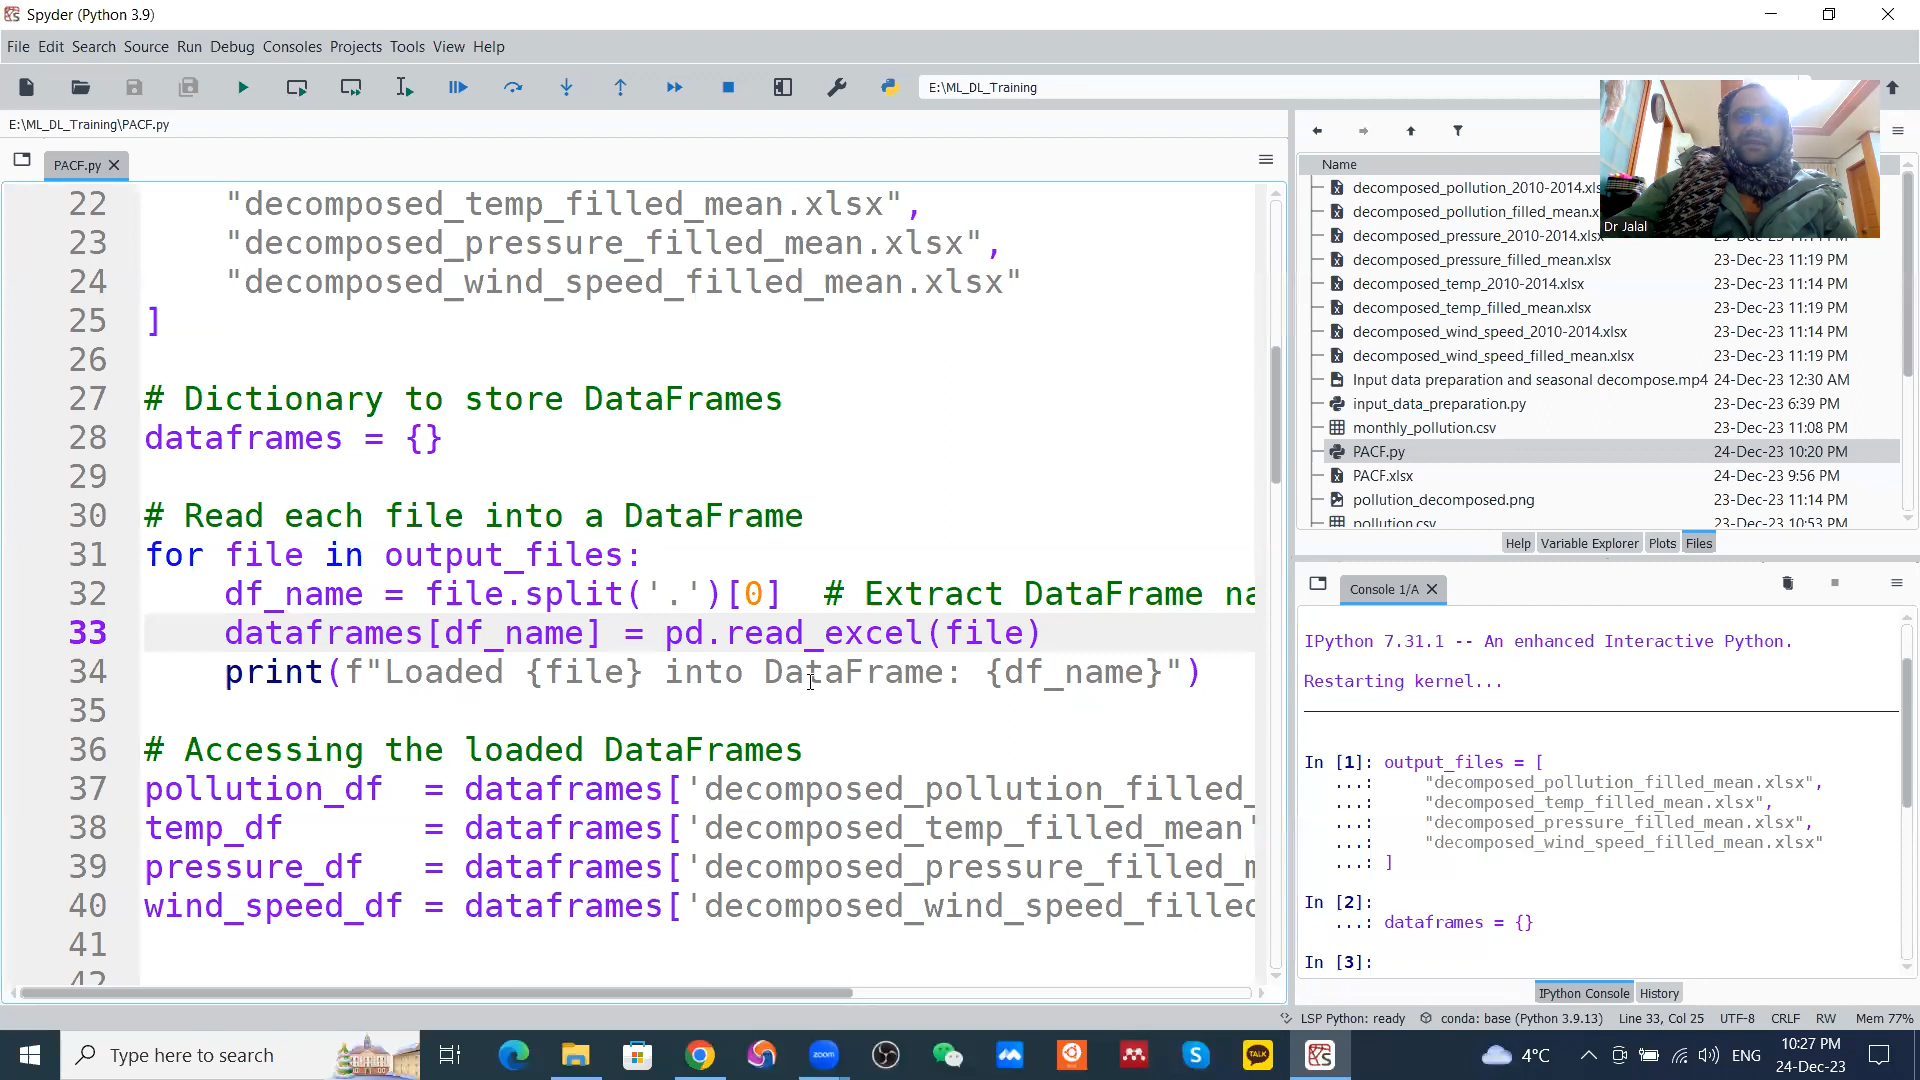 Spyder (Python 3.9)
File Edit Search Source Run Debug Consoles Projects Tools View Help
E:\ML_DL_Training
E:\ML_DL_Training\PACF.py
PACF.py
22 "decomposed_temp_filled_mean.xlsx",
23 "decomposed_pressure_filled_mean.xlsx",
24 "decomposed_wind_speed_filled_mean.xlsx"
25 ]
26
27 # Dictionary to store DataFrames
28 dataframes = {}
29
30 # Read each file into a DataFrame
31 for file in output_files:
32 df_name = file.split('.')[0] # Extract DataFrame na
33 dataframes[df_name] = pd.read_excel(file)
34 print(f"Loaded {file} into DataFrame: {df_name}")
35
36 # Accessing the loaded DataFrames
37 pollution_df = dataframes['decomposed_pollution_filled_
38 temp_df = dataframes['decomposed_temp_filled_mean'
39 pressure_df = dataframes['decomposed_pressure_filled_m
40 wind_speed_df = dataframes['decomposed_wind_speed_filled
41
42
Dr Jalal
Name
decomposed_pollution_2010-2014.xls
decomposed_pollution_filled_mean.x
decomposed_pressure_2010-2014.xls
decomposed_pressure_filled_mean.xlsx 23-Dec-23 11:19 PM
decomposed_temp_2010-2014.xlsx 23-Dec-23 11:14 PM
decomposed_temp_filled_mean.xlsx 23-Dec-23 11:19 PM
decomposed_wind_speed_2010-2014.xlsx 23-Dec-23 11:14 PM
decomposed_wind_speed_filled_mean.xlsx 23-Dec-23 11:19 PM
Input data preparation and seasonal decompose.mp4 24-Dec-23 12:30 AM
input_data_preparation.py 23-Dec-23 6:39 PM
monthly_pollution.csv 23-Dec-23 11:08 PM
PACF.py 24-Dec-23 10:20 PM
PACF.xlsx 24-Dec-23 9:56 PM
pollution_decomposed.png 23-Dec-23 11:14 PM
pollution.csv 23-Dec-23 10:53 PM
Help Variable Explorer Plots Files
Console 1/A
IPython 7.31.1 -- An enhanced Interactive Python.
Restarting kernel...
In [1]: output_files = [
...: "decomposed_pollution_filled_mean.xlsx",
...: "decomposed_temp_filled_mean.xlsx",
...: "decomposed_pressure_filled_mean.xlsx",
...: "decomposed_wind_speed_filled_mean.xlsx"
...: ]
In [2]:
...: dataframes = {}
In [3]:
IPython Console History
LSP Python: ready conda: base (Python 3.9.13) Line 33, Col 25 UTF-8 CRLF RW Mem 77%
Type here to search
zoom
TALK
4°C
ENG
10:27 PM
24-Dec-23